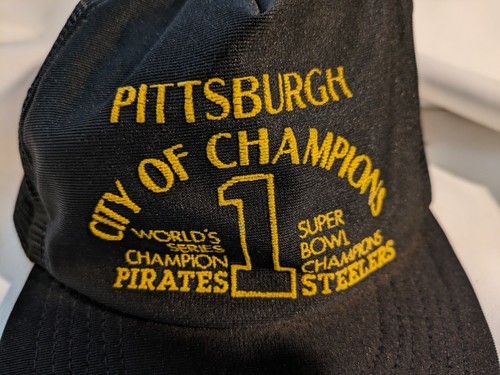 PITTSBURGH
CITY OF CHAMPIONS
1
WORLD'S
SERIES
CHAMPION
PIRATES
SUPER
BOWL
CHAMPIONS
STEELERS